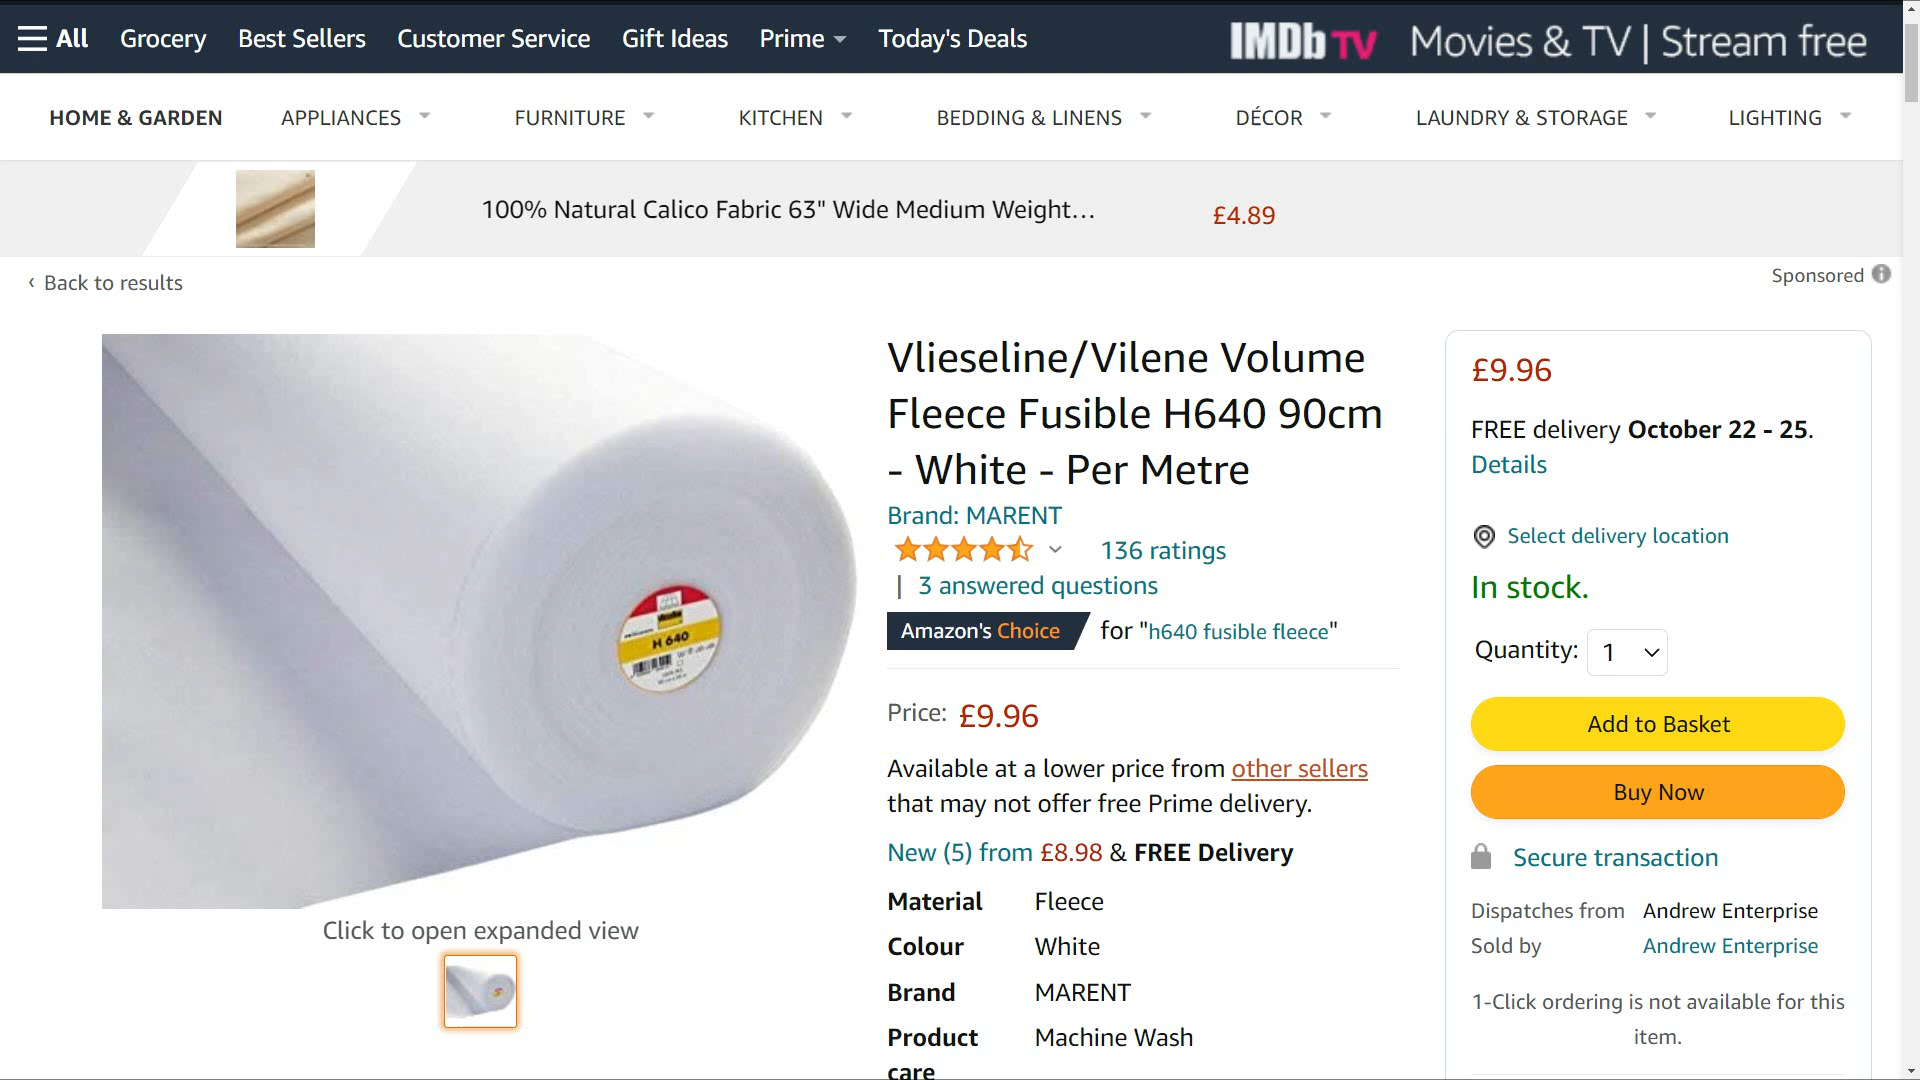 All Grocery Best Sellers Customer Service Gift Ideas Prime Today's Deals IMDb TV Movies & TV | Stream free
HOME & GARDEN APPLIANCES FURNITURE KITCHEN BEDDING & LINENS DÉCOR LAUNDRY & STORAGE LIGHTING
100% Natural Calico Fabric 63" Wide Medium Weight… £4.89
‹ Back to results
Sponsored
Vlieseline/Vilene Volume
Fleece Fusible H640 90cm
- White - Per Metre
Brand: MARENT
136 ratings
| 3 answered questions
Amazon's Choice for "h640 fusible fleece"
Price: £9.96
Available at a lower price from other sellers
that may not offer free Prime delivery.
New (5) from £8.98 & FREE Delivery
Material Fleece
Colour White
Brand MARENT
Product Machine Wash
care
H 640
Click to open expanded view
£9.96
FREE delivery October 22 - 25.
Details
Select delivery location
In stock.
Quantity: 1
Add to Basket
Buy Now
Secure transaction
Dispatches from Andrew Enterprise
Sold by Andrew Enterprise
1-Click ordering is not available for this
item.